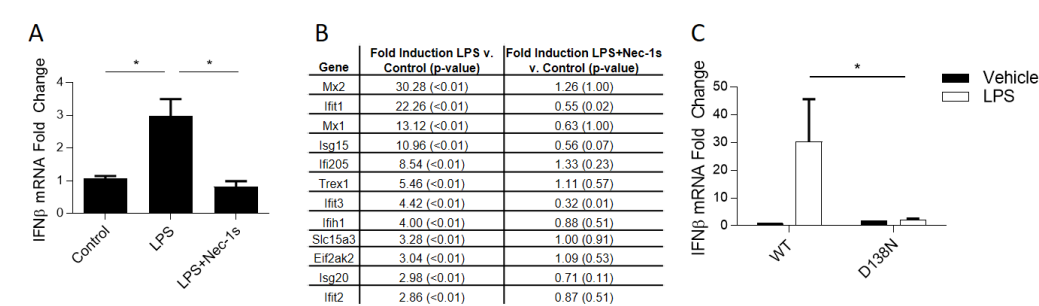 A
IFNβ mRNA Fold Change
4
3
2
1
0
*
*
Control
LPS
LPS+Nec-1s
B
Gene Fold Induction LPS v. Control (p-value) Fold Induction LPS+Nec-1s v. Control (p-value)
Mx2 30.28 (<0.01) 1.26 (1.00)
Ifit1 22.26 (<0.01) 0.55 (0.02)
Mx1 13.12 (<0.01) 0.63 (1.00)
Isg15 10.96 (<0.01) 0.56 (0.07)
Ifi205 8.54 (<0.01) 1.33 (0.23)
Trex1 5.46 (<0.01) 1.11 (0.57)
Ifit3 4.42 (<0.01) 0.32 (0.01)
Ifih1 4.00 (<0.01) 0.88 (0.51)
Slc15a3 3.28 (<0.01) 1.00 (0.91)
Eif2ak2 3.04 (<0.01) 1.09 (0.53)
Isg20 2.98 (<0.01) 0.71 (0.11)
Ifit2 2.86 (<0.01) 0.87 (0.51)
C
IFNβ mRNA Fold Change
50
40
30
20
10
0
*
WT
D138N
Vehicle
LPS